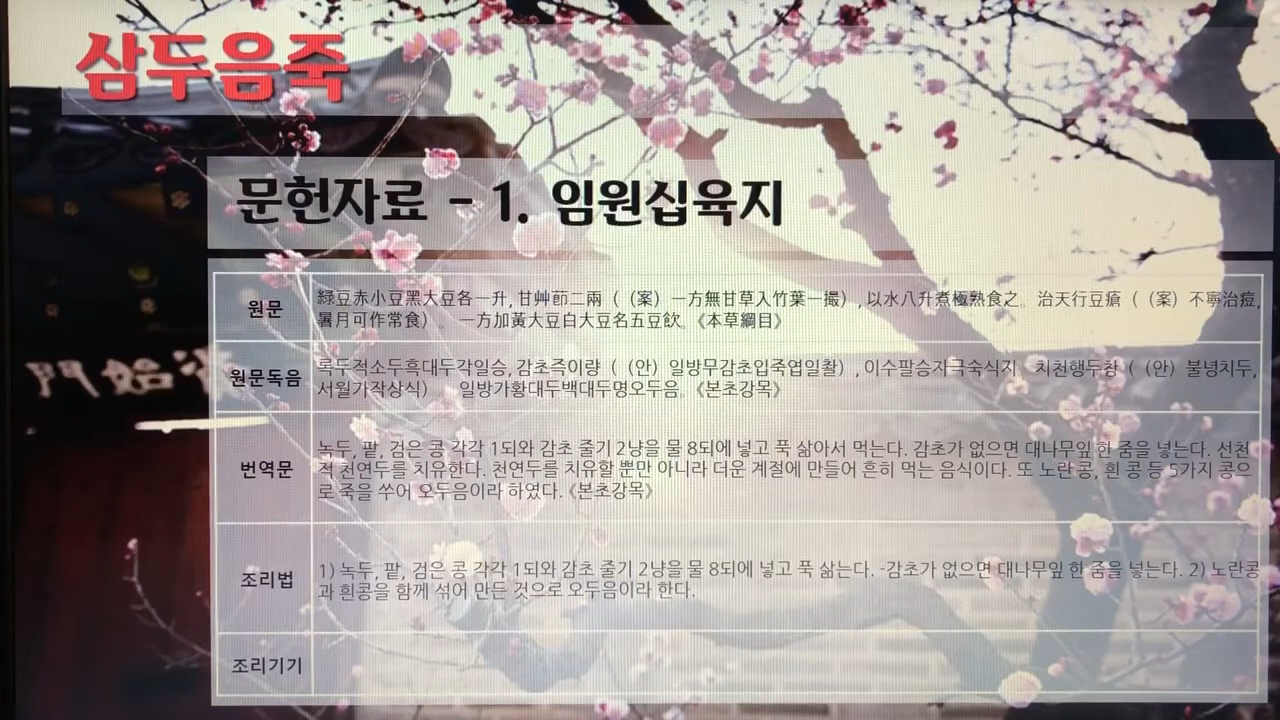 삼두음죽
문헌자료 - 1. 임원십육지
원문
綠豆赤小豆黑大豆各一升, 甘艸節二兩 (（案）一方無甘草入竹葉一撮) , 以水八升煮極熟食之。治天行豆瘡 (（案）不寧治痘,
暑月可作常食) 。 一方加黃大豆白大豆名五豆飮。《本草綱目》
원문독음
녹두적소두흑대두각일승, 감초즉이량 (（안）일방무감초입죽엽일촬) , 이수팔승자극숙식지 치천행두창 (（안）불녕치두,
서월가작상식) 일방가황대두백대두명오두음. 《본초강목》
번역문
녹두, 팥, 검은 콩 각각 1되와 감초 줄기 2냥을 물 8되에 넣고 푹 삶아서 먹는다. 감초가 없으면 대나무잎 한 줌을 넣는다. 선천
적 천연두를 치유한다. 천연두를 치유할 뿐만 아니라 더운 계절에 만들어 흔히 먹는 음식이다. 또 노란 콩, 흰 콩 등 5가지 콩으
로 죽을 쑤어 오두음이라 하였다. 《본초강목》
조리법
1) 녹두, 팥, 검은 콩 각각 1되와 감초 줄기 2냥을 물 8되에 넣고 푹 삶는다. -감초가 없으면 대나무잎 한 줌을 넣는다. 2) 노란콩
과 흰콩을 함께 섞어 만든 것으로 오두음이라 한다.
조리기기